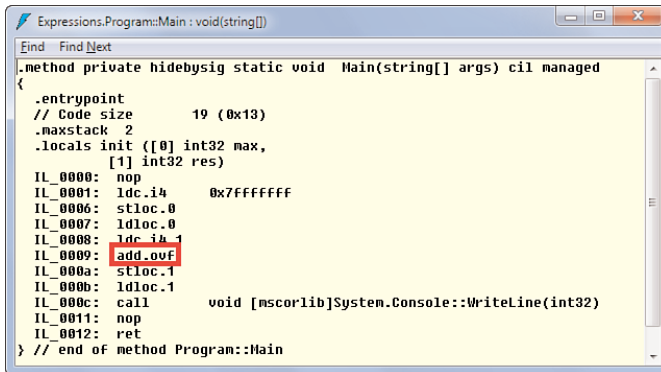 Expressions.Program::Main : void(string[])
Find Find Next
.method private hidebysig static void  Main(string[] args) cil managed
{
  .entrypoint
  // Code size       19 (0x13)
  .maxstack  2
  .locals init ([0] int32 max,
           [1] int32 res)
  IL_0000:  nop
  IL_0001:  ldc.i4     0x7fffffff
  IL_0006:  stloc.0
  IL_0007:  ldloc.0
  IL_0008:  ldc.i4.1
  IL_0009:  add.ovf
  IL_000a:  stloc.1
  IL_000b:  ldloc.1
  IL_000c:  call       void [mscorlib]System.Console::WriteLine(int32)
  IL_0011:  nop
  IL_0012:  ret
} // end of method Program::Main